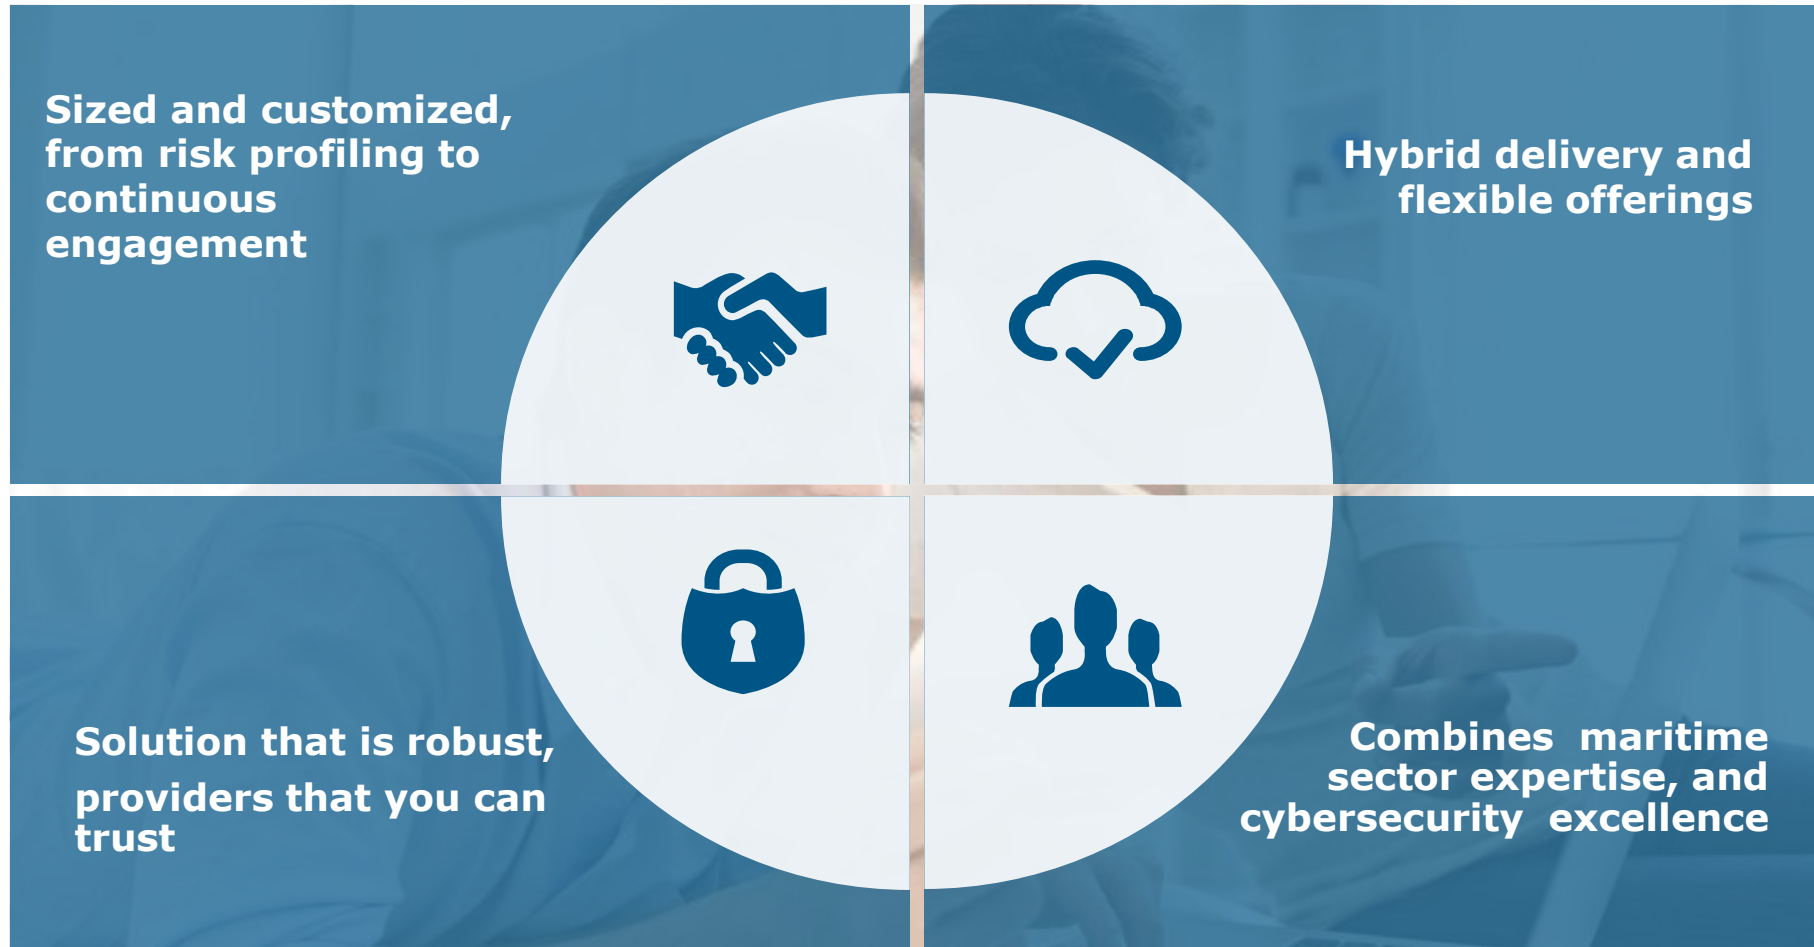 Sized and customized,
from risk profiling to
continuous
engagement
Hybrid delivery and
flexible offerings
Solution that is robust,
providers that you can
trust
Combines maritime
sector expertise, and
cybersecurity excellence